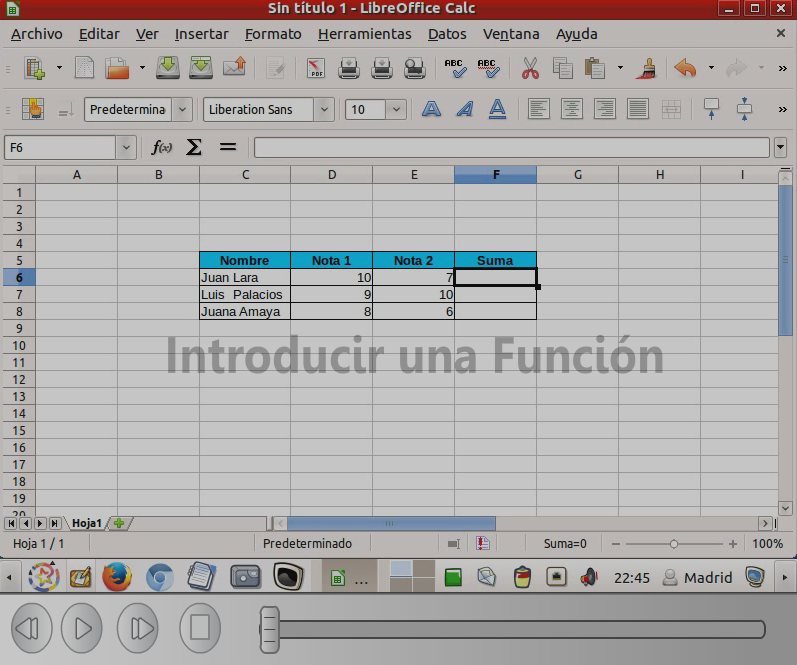 Sin título 1 - LibreOffice Calc
Archivo Editar Ver Insertar Formato Herramientas Datos Ventana Ayuda
PDF ABC ABC
Predetermina Liberation Sans 10
F6 f(x) Σ =
A B C D E F G H I
1
2
3
4
5 Nombre Nota 1 Nota 2 Suma
6 Juan Lara 10 7
7 Luis Palacios 9 10
8 Juana Amaya 8 6
9
10
Introducir una Función
11
12
13
14
15
16
17
18
19
20
Hoja1
Hoja 1 / 1 Predeterminado Suma=0 100%
... 22:45 Madrid